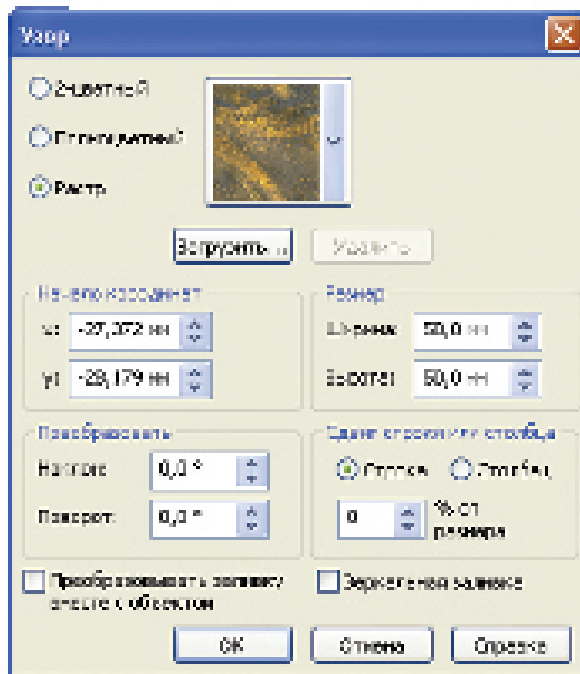 Узор
2-цветный
Полноцветный
Растр
Загрузить...
Удалить
Начало координат
x: -27,372 мм
y: -28,179 мм
Размер
Ширина: 50,0 мм
Высота: 50,0 мм
Преобразовать
Наклон: 0,0 °
Поворот: 0,0 °
Сдвиг строки или столбца
Строка Столбец
0 % от
размера
Преобразовывать заливку
вместе с объектом
Зеркальная заливка
ОК Отмена Справка